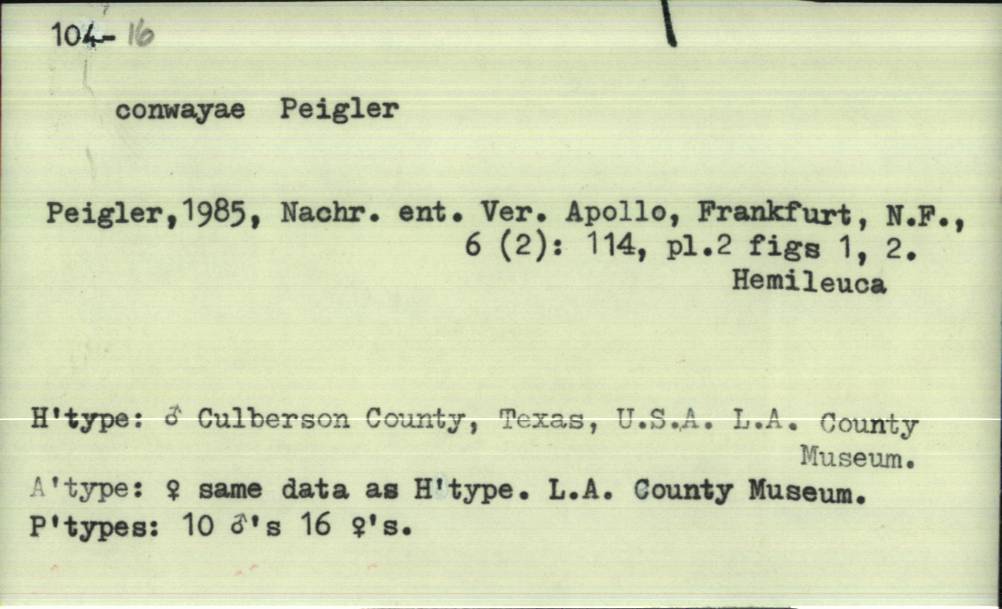 104-16
conwayae Peigler
Peigler,1985, Nachr. ent. Ver. Apollo, Frankfurt, N.F.,
6 (2): 114, pl.2 figs 1, 2.
Hemileuca
H'type: ♂ Culberson County, Texas, U.S.A. L.A. County
Museum.
A'type: ♀ same data as H'type. L.A. County Museum.
P'types: 10 ♂'s 16 ♀'s.